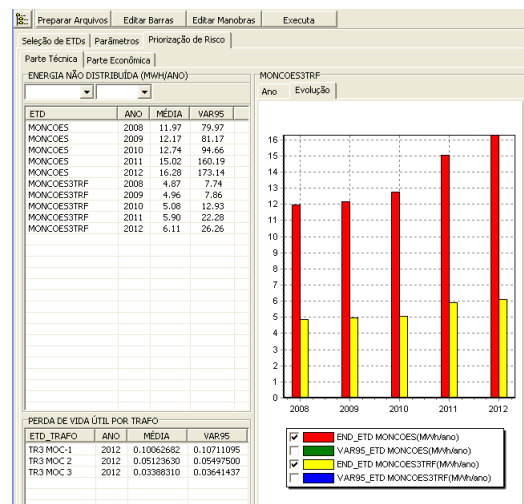 Preparar Arquivos Editar Barras Editar Manobras Executa
Seleção de ETDs Parâmetros Priorização de Risco
Parte Técnica Parte Econômica
ENERGIA NÃO DISTRIBUÍDA (MWH/ANO)
ETD ANO MÉDIA VAR95
MONCOES 2008 11.97 79.97
MONCOES 2009 12.17 81.17
MONCOES 2010 12.74 94.66
MONCOES 2011 15.02 160.19
MONCOES 2012 16.28 173.14
MONCOES3TRF 2008 4.87 7.74
MONCOES3TRF 2009 4.96 7.86
MONCOES3TRF 2010 5.08 12.93
MONCOES3TRF 2011 5.90 22.28
MONCOES3TRF 2012 6.11 26.26
PERDA DE VIDA ÚTIL POR TRAFO
ETD_TRAFO ANO MÉDIA VAR95
TR3 MOC-1 2012 0.10062682 0.10711095
TR3 MOC 2 2012 0.05123630 0.05497500
TR3 MOC 3 2012 0.03388310 0.03641437
MONCOES3TRF
Ano Evolução
16
15
14
13
12
11
10
9
8
7
6
5
4
3
2
1
0
2008 2009 2010 2011 2012
END_ETD MONCOES(MWh/ano)
VAR95_ETD MONCOES(MWh/ano)
END_ETD MONCOES3TRF(MWh/ano)
VAR95_ETD MONCOES3TRF(MWh/ano)